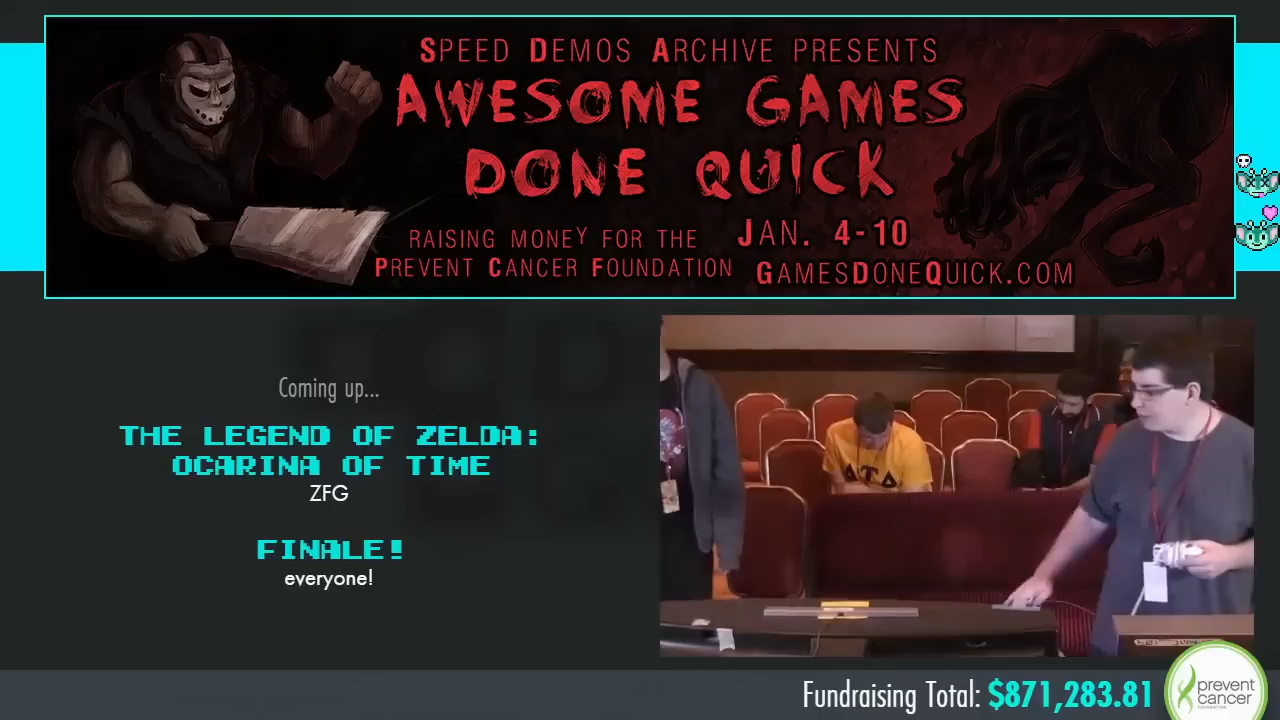 SPEED DEMOS ARCHIVE PRESENTS
AWESOME GAMES
DONE QUICK
RAISING MONEY FOR THE
PREVENT CANCER FOUNDATION
JAN. 4-10
GAMESDONEQUICK.COM
Coming up...
THE LEGEND OF ZELDA:
OCARINA OF TIME
ZFG
FINALE!
everyone!
ΔΤΔ
Fundraising Total: $871,283.81
prevent
cancer
FOUNDATION